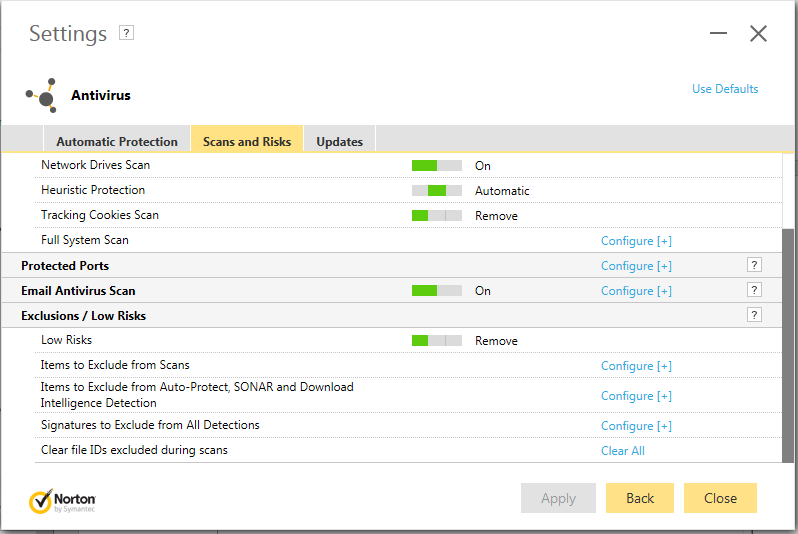 Settings ?
Antivirus
Use Defaults
Automatic Protection Scans and Risks Updates
Network Drives Scan On
Heuristic Protection Automatic
Tracking Cookies Scan Remove
Full System Scan Configure [+]
Protected Ports Configure [+] ?
Email Antivirus Scan On Configure [+] ?
Exclusions / Low Risks ?
Low Risks Remove
Items to Exclude from Scans Configure [+]
Items to Exclude from Auto-Protect, SONAR and Download
Intelligence Detection Configure [+]
Signatures to Exclude from All Detections Configure [+]
Clear file IDs excluded during scans Clear All
Norton
by Symantec
Apply Back Close